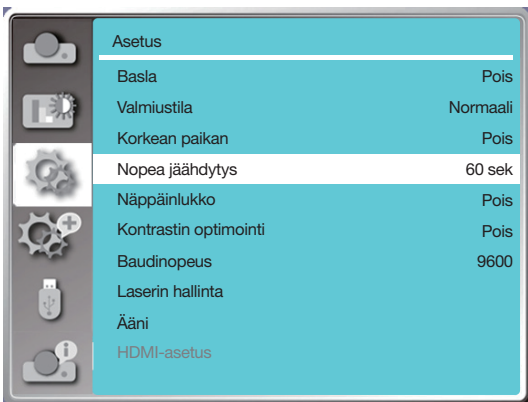 Asetus
Basla Pois
Valmiustila Normaali
Korkean paikan Pois
Nopea jäähdytys 60 sek
Näppäinlukko Pois
Kontrastin optimointi Pois
Baudinopeus 9600
Laserin hallinta
Ääni
HDMI-asetus